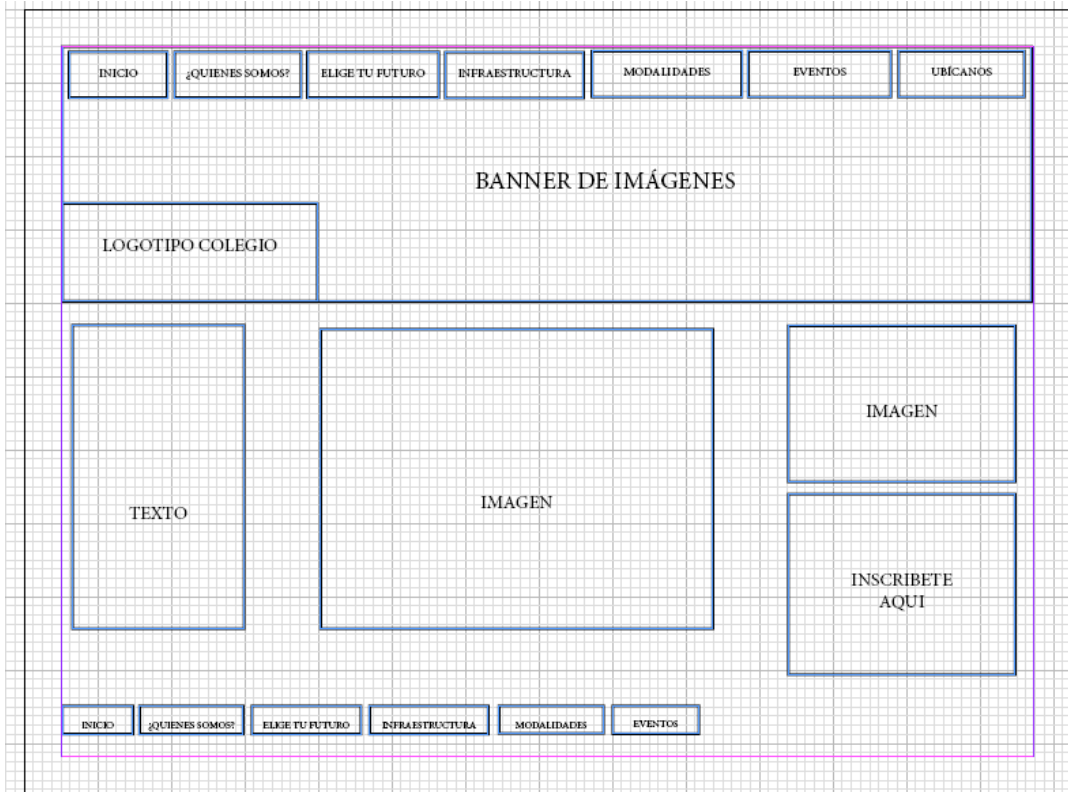 INICIO
¿QUIENES SOMOS?
ELIGE TU FUTURO
INFRAESTRUCTURA
MODALIDADES
EVENTOS
UBÍCANOS
BANNER DE IMÁGENES
LOGOTIPO COLEGIO
TEXTO
IMAGEN
IMAGEN
INSCRIBETE
AQUI
INICIO
¿QUIENES SOMOS?
ELIGE TU FUTURO
INFRAESTRUCTURA
MODALIDADES
EVENTOS